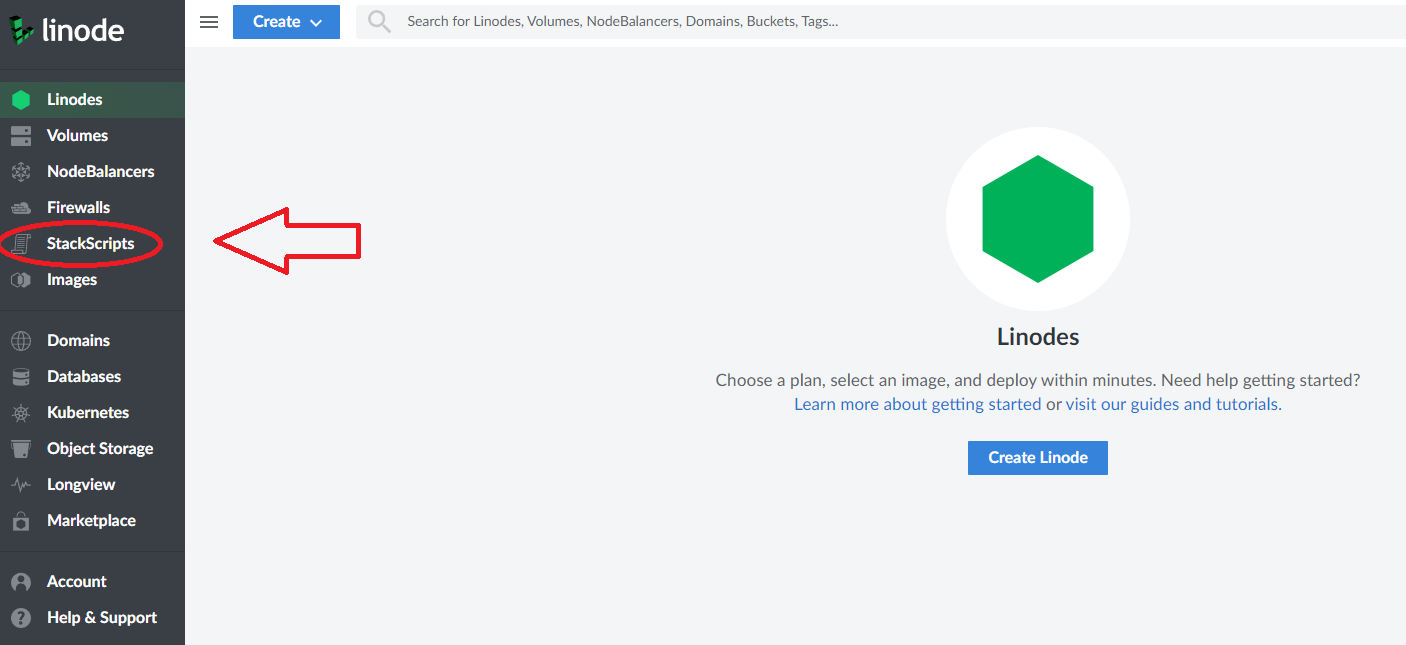 linode
Create
Search for Linodes, Volumes, NodeBalancers, Domains, Buckets, Tags...
Linodes
Volumes
NodeBalancers
Firewalls
StackScripts
Images
Domains
Databases
Kubernetes
Object Storage
Longview
Marketplace
Account
Help & Support
Linodes
Choose a plan, select an image, and deploy within minutes. Need help getting started?
Learn more about getting started or visit our guides and tutorials.
Create Linode